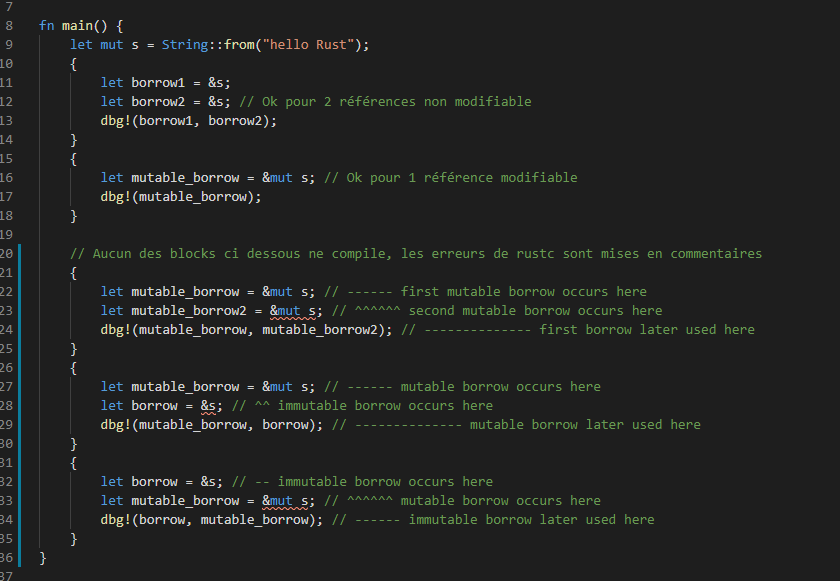 7
8 fn main() {
9 let mut s = String::from("hello Rust");
10 {
11 let borrow1 = &s;
12 let borrow2 = &s; // Ok pour 2 références non modifiable
13 dbg!(borrow1, borrow2);
14 }
15 {
16 let mutable_borrow = &mut s; // Ok pour 1 référence modifiable
17 dbg!(mutable_borrow);
18 }
19
20 // Aucun des blocks ci dessous ne compile, les erreurs de rustc sont mises en commentaires
21 {
22 let mutable_borrow = &mut s; // ------ first mutable borrow occurs here
23 let mutable_borrow2 = &mut s; // ^^^^^^ second mutable borrow occurs here
24 dbg!(mutable_borrow, mutable_borrow2); // -------------- first borrow later used here
25 }
26 {
27 let mutable_borrow = &mut s; // ------ mutable borrow occurs here
28 let borrow = &s; // ^^ immutable borrow occurs here
29 dbg!(mutable_borrow, borrow); // -------------- mutable borrow later used here
30 }
31 {
32 let borrow = &s; // -- immutable borrow occurs here
33 let mutable_borrow = &mut s; // ^^^^^^ mutable borrow occurs here
34 dbg!(borrow, mutable_borrow); // ------ immutable borrow later used here
35 }
36 }
37